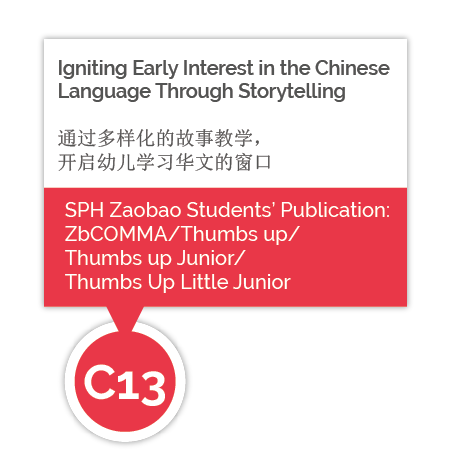 Igniting Early Interest in the Chinese
Language Through Storytelling
通过多样化的故事教学，
开启幼儿学习华文的窗口
SPH Zaobao Students’ Publication:
ZbCOMMA/Thumbs up/
Thumbs up Junior/
Thumbs Up Little Junior
C13